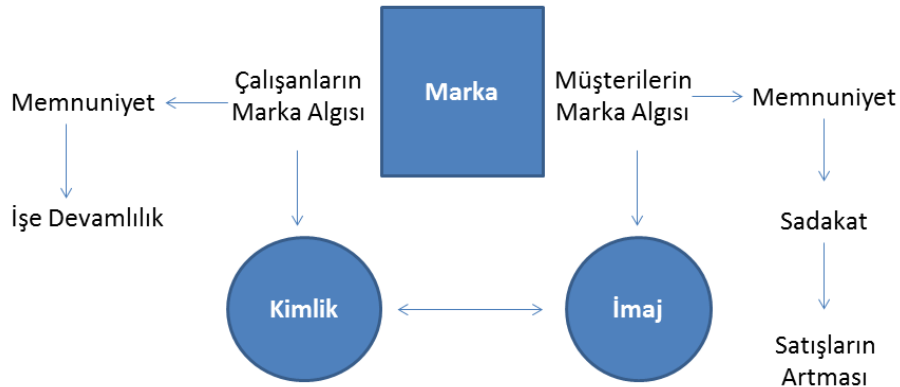 Marka
Çalışanların
Marka Algısı
Müşterilerin
Marka Algısı
Memnuniyet
Memnuniyet
İşe Devamlılık
Sadakat
Kimlik
İmaj
Satışların
Artması